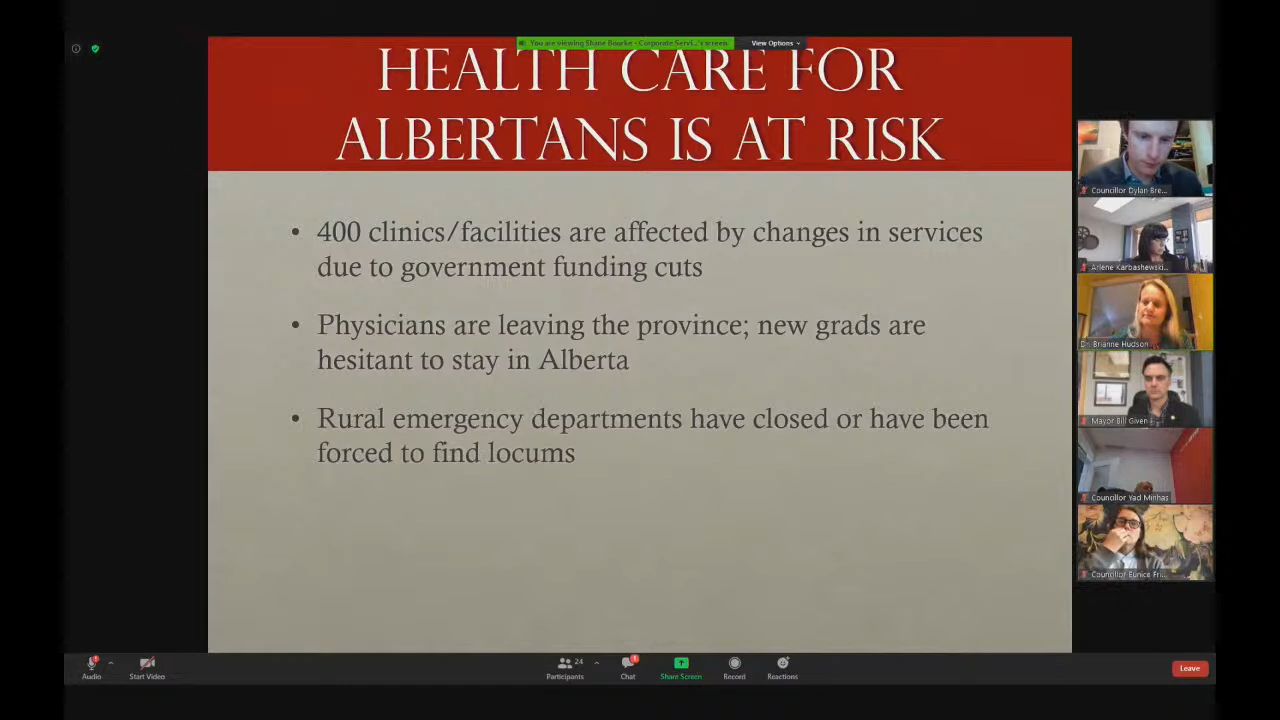 You are viewing Shane Bourke - Corporate Servi...'s screen
View Options
HEALTH CARE FOR
ALBERTANS IS AT RISK
• 400 clinics/facilities are affected by changes in services
due to government funding cuts
• Physicians are leaving the province; new grads are
hesitant to stay in Alberta
• Rural emergency departments have closed or have been
forced to find locums
Councillor Dylan Bre...
Arlene Karbashewski...
Dr. Brianne Hudson
Mayor Bill Given
Councillor Yad Minhas
Councillor Eunice Fri...
Audio
Start Video
24
Participants
1
Chat
Share Screen
Record
Reactions
Leave